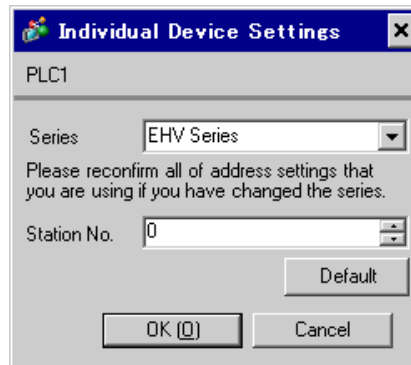 Individual Device Settings
PLC1
Series EHV Series
Please reconfirm all of address settings that
you are using if you have changed the series.
Station No. 0
Default
OK (O) Cancel